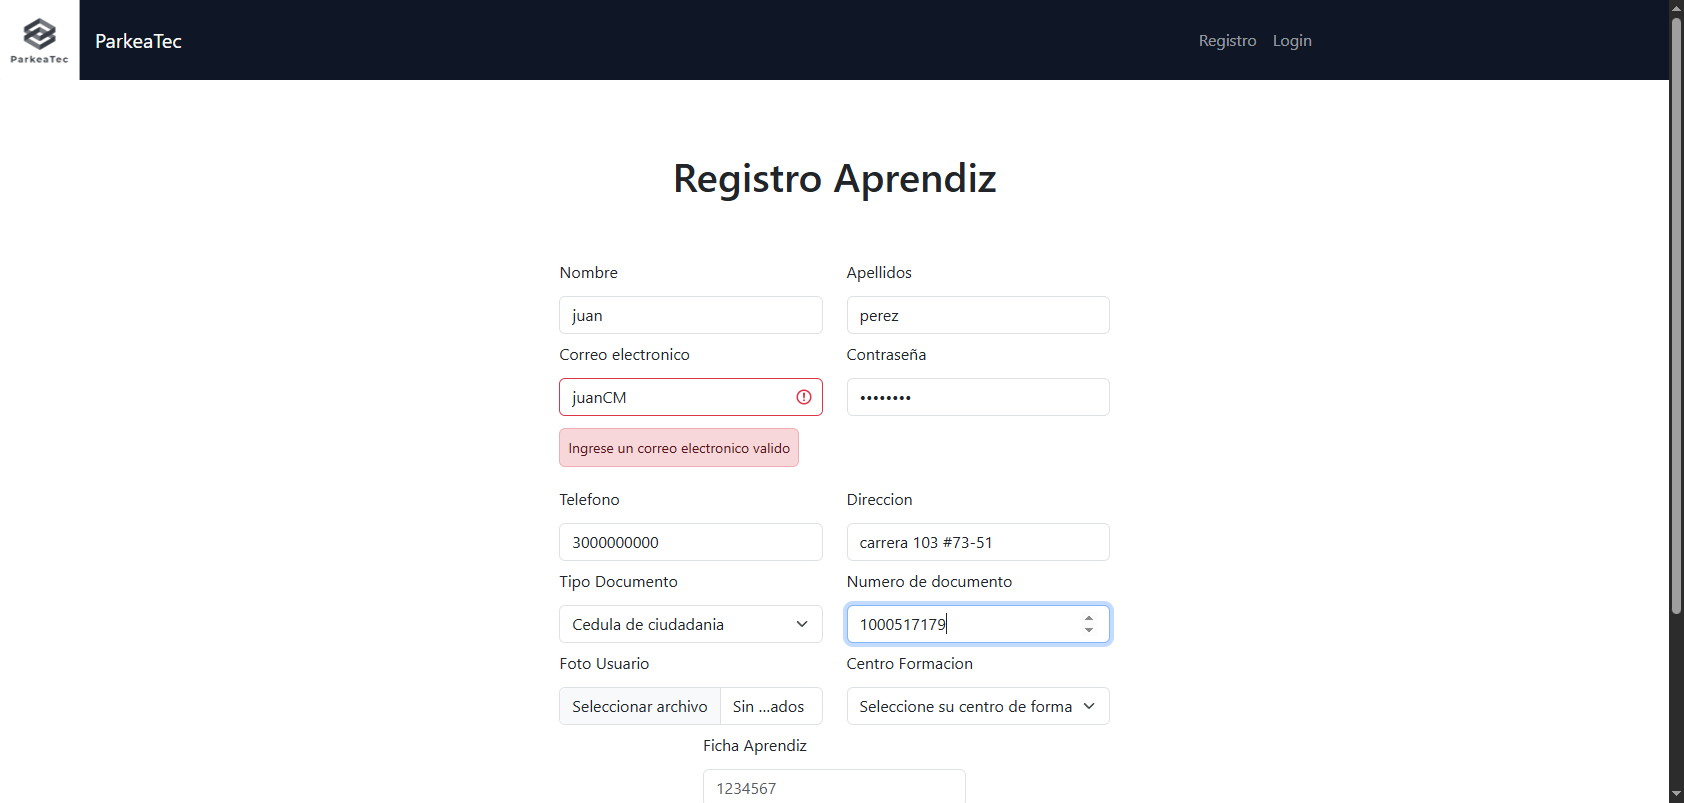 ParkeaTec
ParkeaTec
Registro Login
Registro Aprendiz
Nombre
Apellidos
juan
perez
Correo electronico
Contraseña
juanCM
••••••••
Ingrese un correo electronico valido
Telefono
Direccion
3000000000
carrera 103 #73-51
Tipo Documento
Numero de documento
Cedula de ciudadania
1000517179
Foto Usuario
Centro Formacion
Seleccionar archivo Sin ...ados
Seleccione su centro de forma
Ficha Aprendiz
1234567